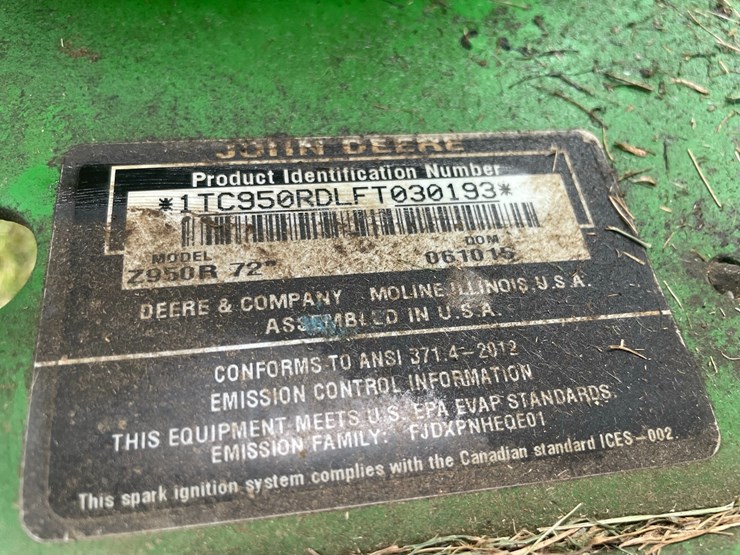 JOHN DEERE
Product Identification Number
*1TC950RDLFT030193*
MODEL DOM
Z950R 72" 061015
DEERE & COMPANY MOLINE ILLINOIS U.S.A.
ASSEMBLED IN U.S.A.
CONFORMS TO ANSI 371.4-2012
EMISSION CONTROL INFORMATION
THIS EQUIPMENT MEETS U.S. EPA EVAP STANDARDS.
EMISSION FAMILY: FJDXPNHEQE01
This spark ignition system complies with the Canadian standard ICES-002.